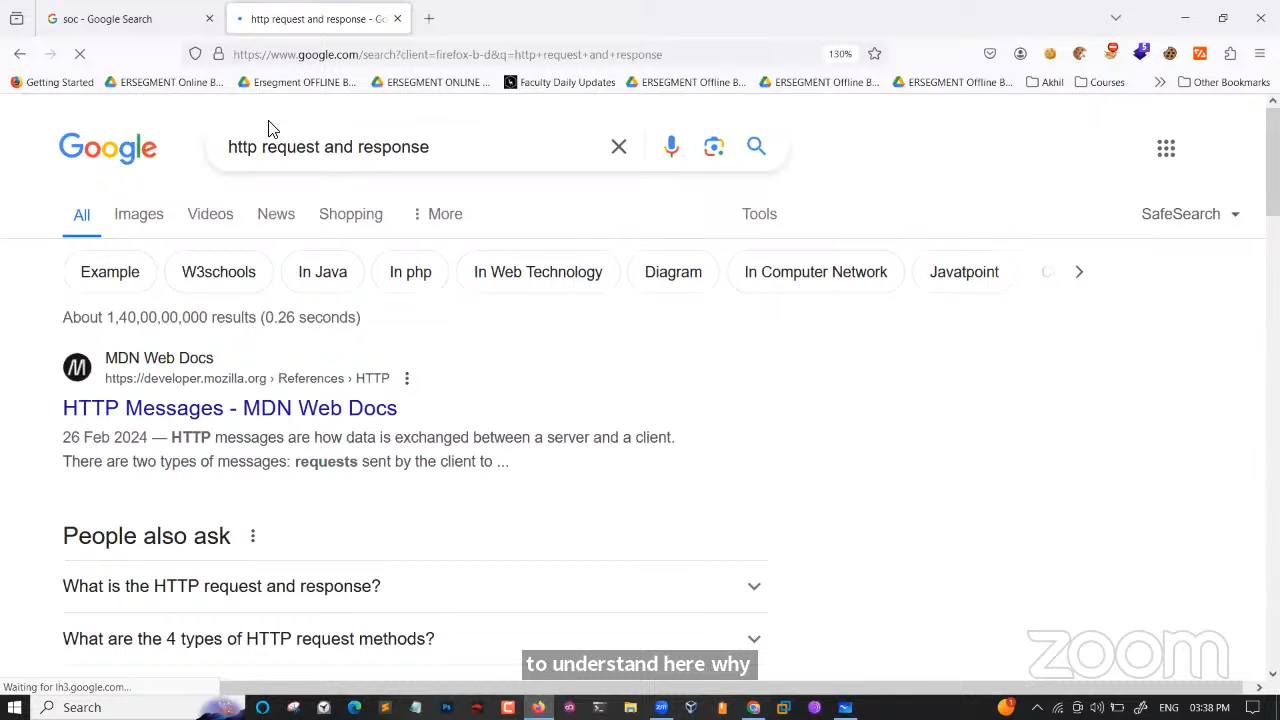 soc - Google Search
http request and response - Go
https://www.google.com/search?client=firefox-b-d&q=http+request+and+response
130%
Getting Started
ERSEGMENT Online B...
Ersegment OFFLINE B...
ERSEGMENT ONLINE ...
Faculty Daily Updates
ERSEGMENT Offline B...
ERSEGMENT Offline B...
ERSEGMENT Offline B...
Akhil
Courses
Other Bookmarks
Google
http request and response
All
Images
Videos
News
Shopping
More
Tools
SafeSearch
Example
W3schools
In Java
In php
In Web Technology
Diagram
In Computer Network
Javatpoint
About 1,40,00,00,000 results (0.26 seconds)
MDN Web Docs
https://developer.mozilla.org › References › HTTP
HTTP Messages - MDN Web Docs
26 Feb 2024 — HTTP messages are how data is exchanged between a server and a client.
There are two types of messages: requests sent by the client to ...
People also ask
What is the HTTP request and response?
What are the 4 types of HTTP request methods?
to understand here why
zoom
Waiting for lh3.google.com...
Search
ENG
03:38 PM